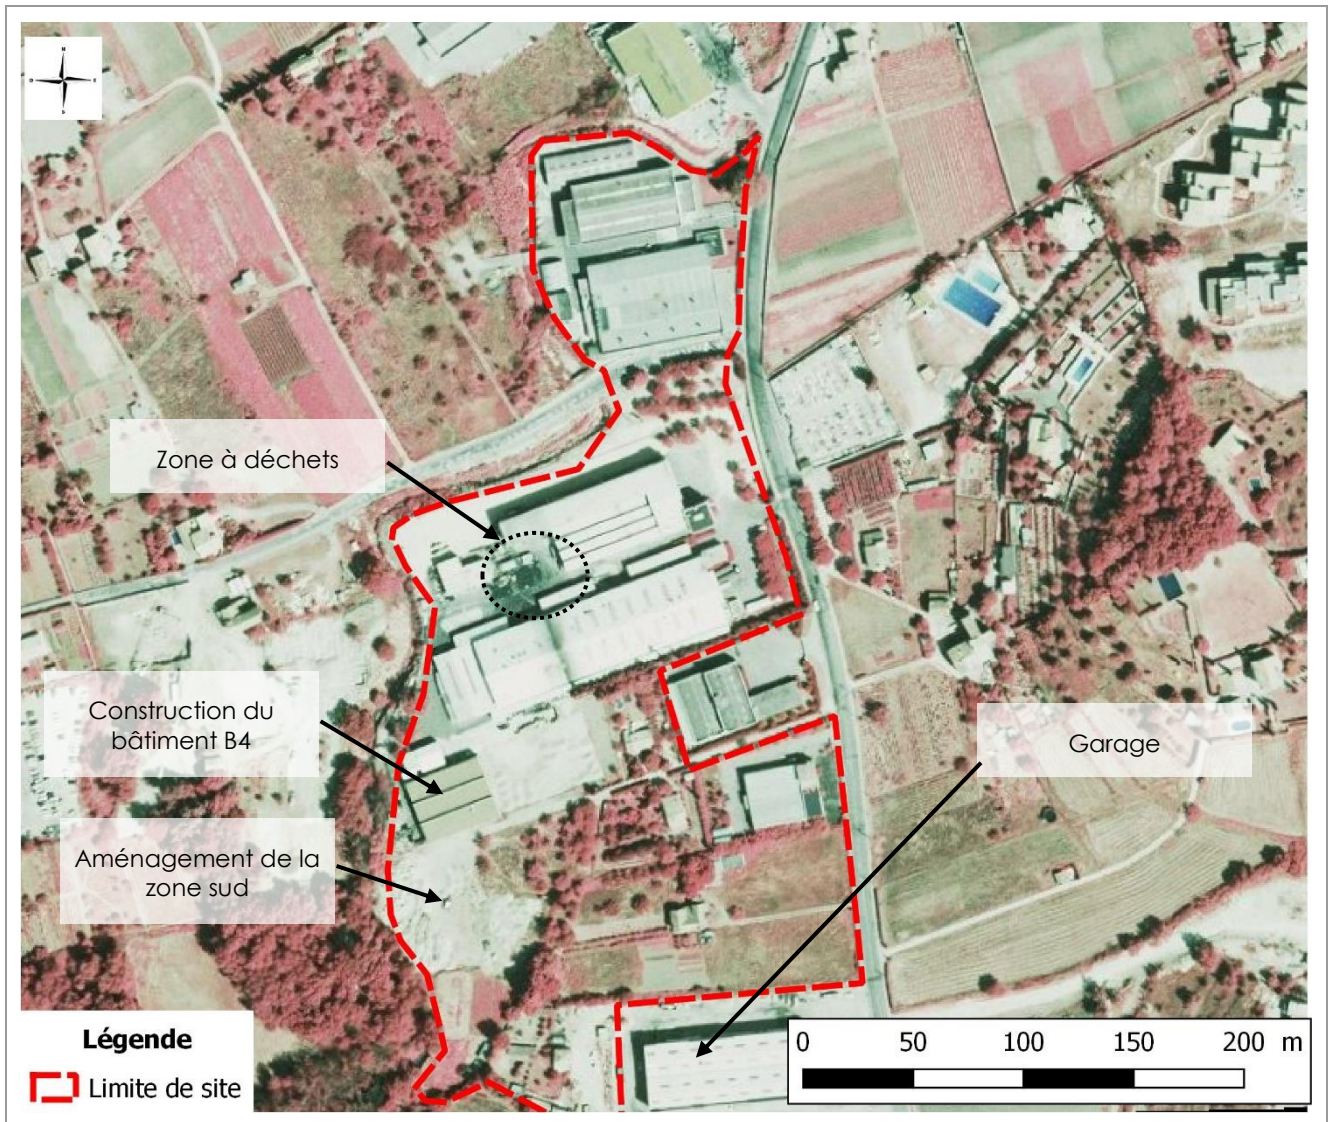 N
O E
S
Zone à déchets
Construction du
bâtiment B4
Garage
Aménagement de la
zone sud
Légende
Limite de site
0 50 100 150 200 m